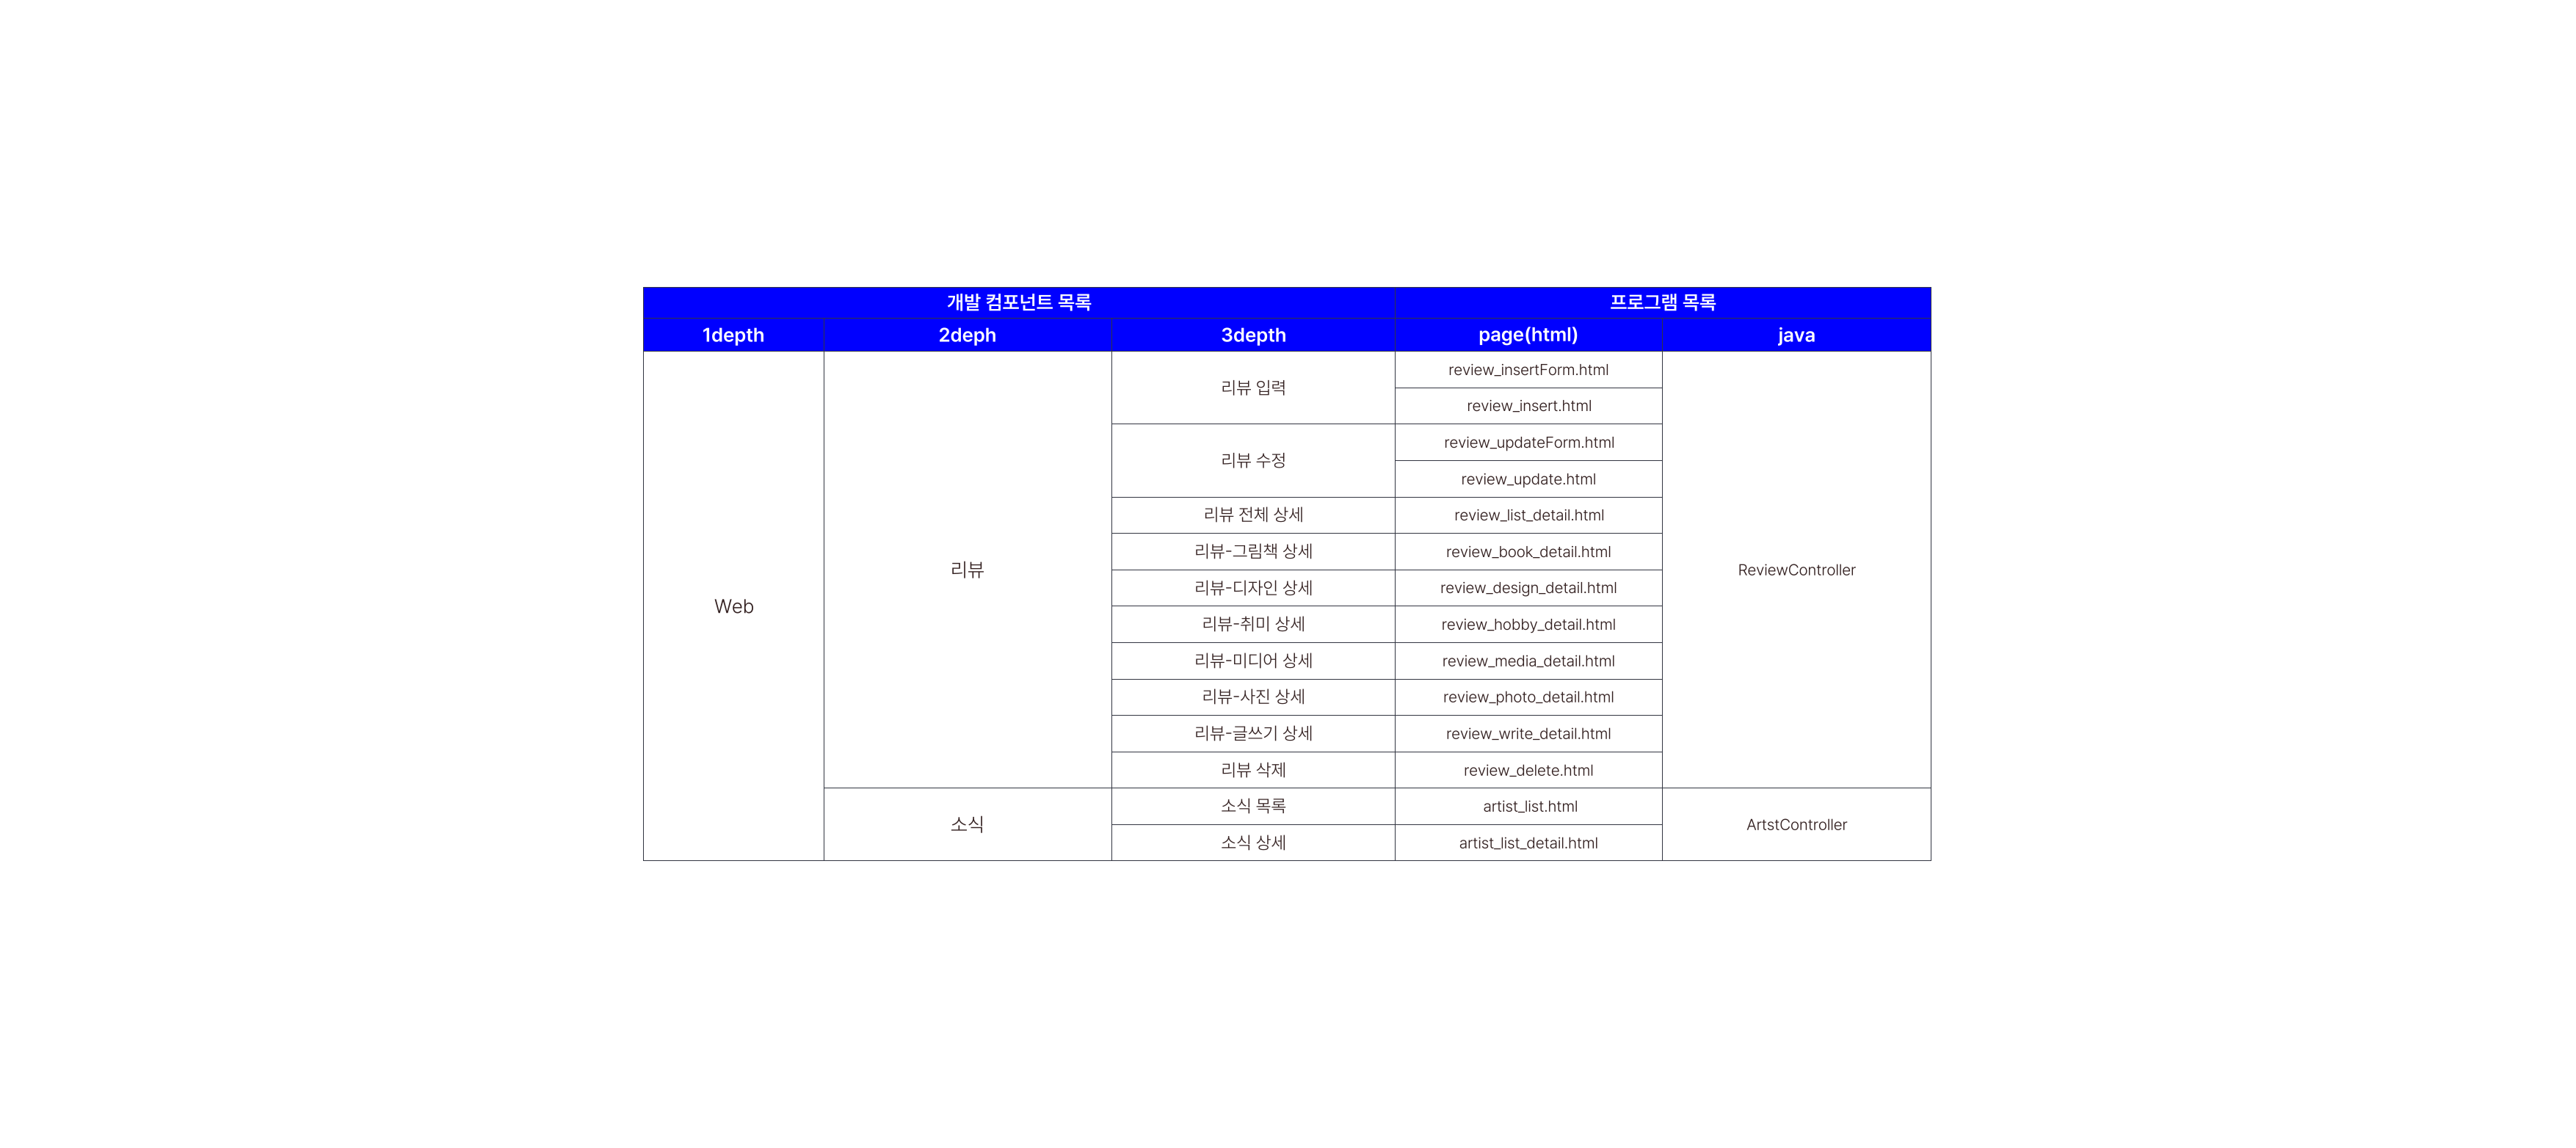 개발 컴포넌트 목록 프로그램 목록
1depth 2deph 3depth page(html) java
Web
리뷰
리뷰 입력
review_insertForm.html
review_insert.html
ReviewController
리뷰 수정
review_updateForm.html
review_update.html
리뷰 전체 상세 review_list_detail.html
리뷰-그림책 상세 review_book_detail.html
리뷰-디자인 상세 review_design_detail.html
리뷰-취미 상세 review_hobby_detail.html
리뷰-미디어 상세 review_media_detail.html
리뷰-사진 상세 review_photo_detail.html
리뷰-글쓰기 상세 review_write_detail.html
리뷰 삭제 review_delete.html
소식
소식 목록 artist_list.html
ArtstController
소식 상세 artist_list_detail.html